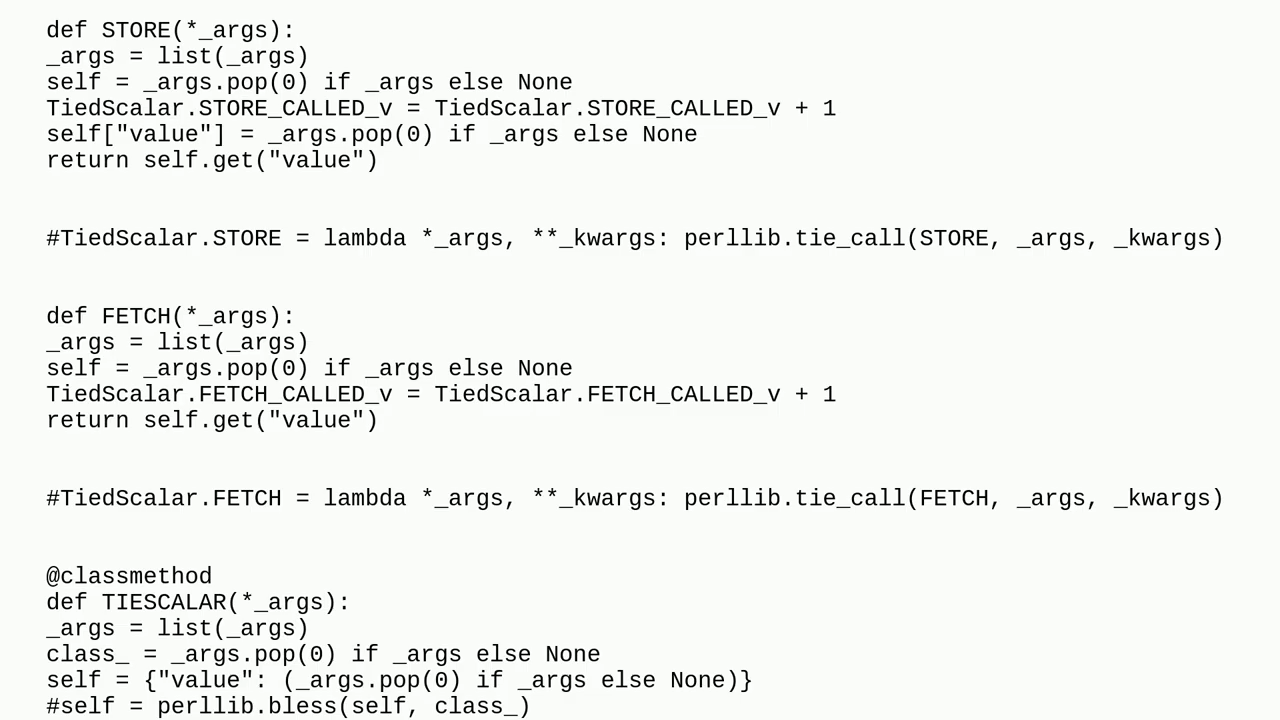 def STORE(*_args):
_args = list(_args)
self = _args.pop(0) if _args else None
TiedScalar.STORE_CALLED_v = TiedScalar.STORE_CALLED_v + 1
self["value"] = _args.pop(0) if _args else None
return self.get("value")
#TiedScalar.STORE = lambda *_args, **_kwargs: perllib.tie_call(STORE, _args, _kwargs)
def FETCH(*_args):
_args = list(_args)
self = _args.pop(0) if _args else None
TiedScalar.FETCH_CALLED_v = TiedScalar.FETCH_CALLED_v + 1
return self.get("value")
#TiedScalar.FETCH = lambda *_args, **_kwargs: perllib.tie_call(FETCH, _args, _kwargs)
@classmethod
def TIESCALAR(*_args):
_args = list(_args)
class_ = _args.pop(0) if _args else None
self = {"value": (_args.pop(0) if _args else None)}
#self = perllib.bless(self, class_)